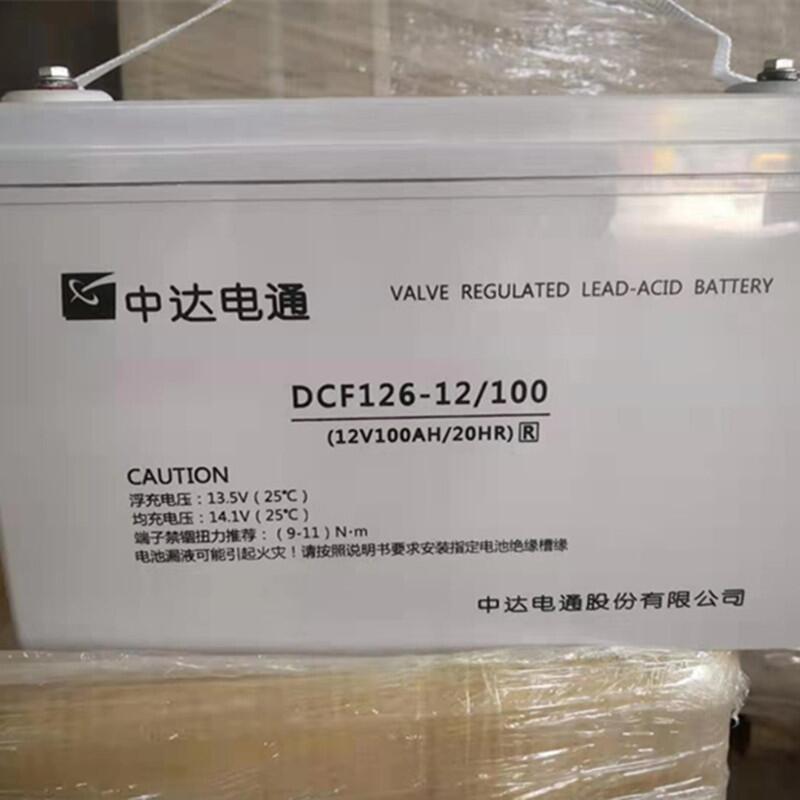 中达电通
VALVE REGULATED LEAD-ACID BATTERY
DCF126-12/100
(12V100AH/20HR) R
CAUTION
浮充电压：13.5V（25℃）
均充电压：14.1V（25℃）
端子禁锢扭力推荐：（9-11）N·m
电池漏液可能引起火灾！请按照说明书要求安装指定电池绝缘槽缘
中达电通股份有限公司